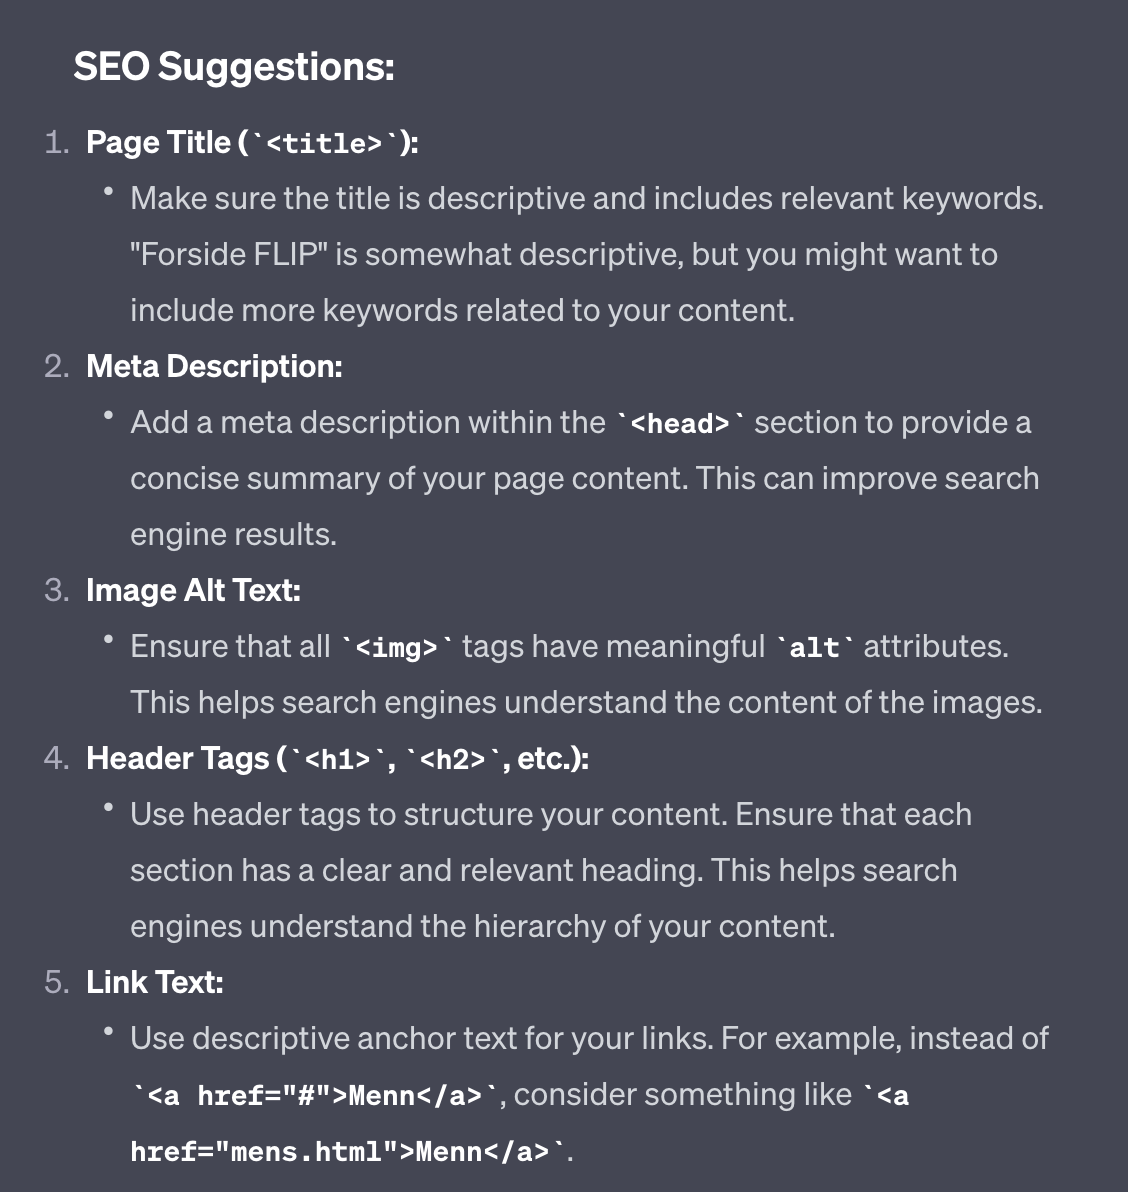 SEO Suggestions:
1. Page Title (`<title>`):
• Make sure the title is descriptive and includes relevant keywords.
"Forside FLIP" is somewhat descriptive, but you might want to
include more keywords related to your content.
2. Meta Description:
• Add a meta description within the `<head>` section to provide a
concise summary of your page content. This can improve search
engine results.
3. Image Alt Text:
• Ensure that all `<img>` tags have meaningful `alt` attributes.
This helps search engines understand the content of the images.
4. Header Tags (`<h1>`, `<h2>`, etc.):
• Use header tags to structure your content. Ensure that each
section has a clear and relevant heading. This helps search
engines understand the hierarchy of your content.
5. Link Text:
• Use descriptive anchor text for your links. For example, instead of
`<a href="#">Menn</a>`, consider something like `<a
href="mens.html">Menn</a>`.